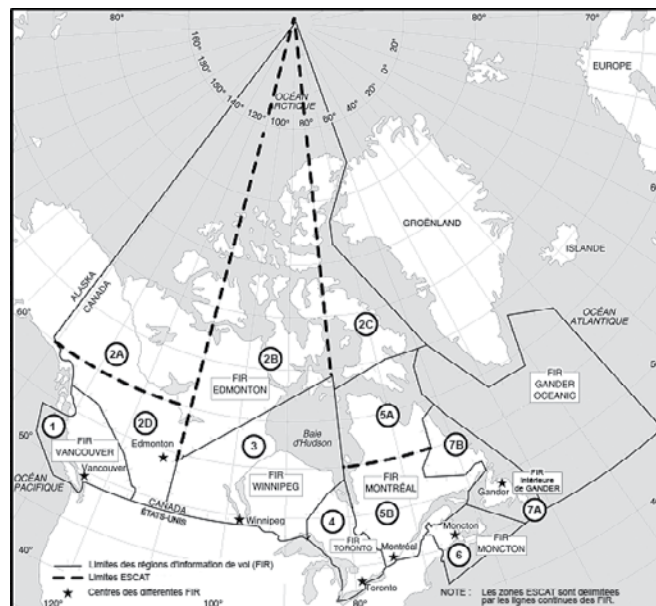 80°
80°
70°
EUROPE
160°
150°
140°
130°
120°
100°
80°
60°
40°
20°
0°
20°
OCÉAN
ARCTIQUE
GROËNLAND
ISLANDE
ALASKA
CANADA
60°
OCÉAN
ATLANTIQUE
2A
2B
2C
FIR
EDMONTON
FIR
GANDER
OCEANIC
1
2D
Edmonton
3
5A
7B
Baie
d'Hudson
50°
FIR
VANCOUVER
Vancouver
OCÉAN
PACIFIQUE
FIR
WINNIPEG
FIR
MONTRÉAL
Gander
FIR
Intérieure
de GANDER
7A
CANADA
ÉTATS-UNIS
Winnipeg
4
5B
FIR
TORONTO
Montréal
Moncton
6
FIR
MONCTON
Toronto
40°
40°
Limites des régions d'information de vol (FIR)
Limites ESCAT
Centres des différentes FIR
NOTE : Les zones ESCAT sont délimitées
par les lignes continues des FIR.
120°
100°
80°